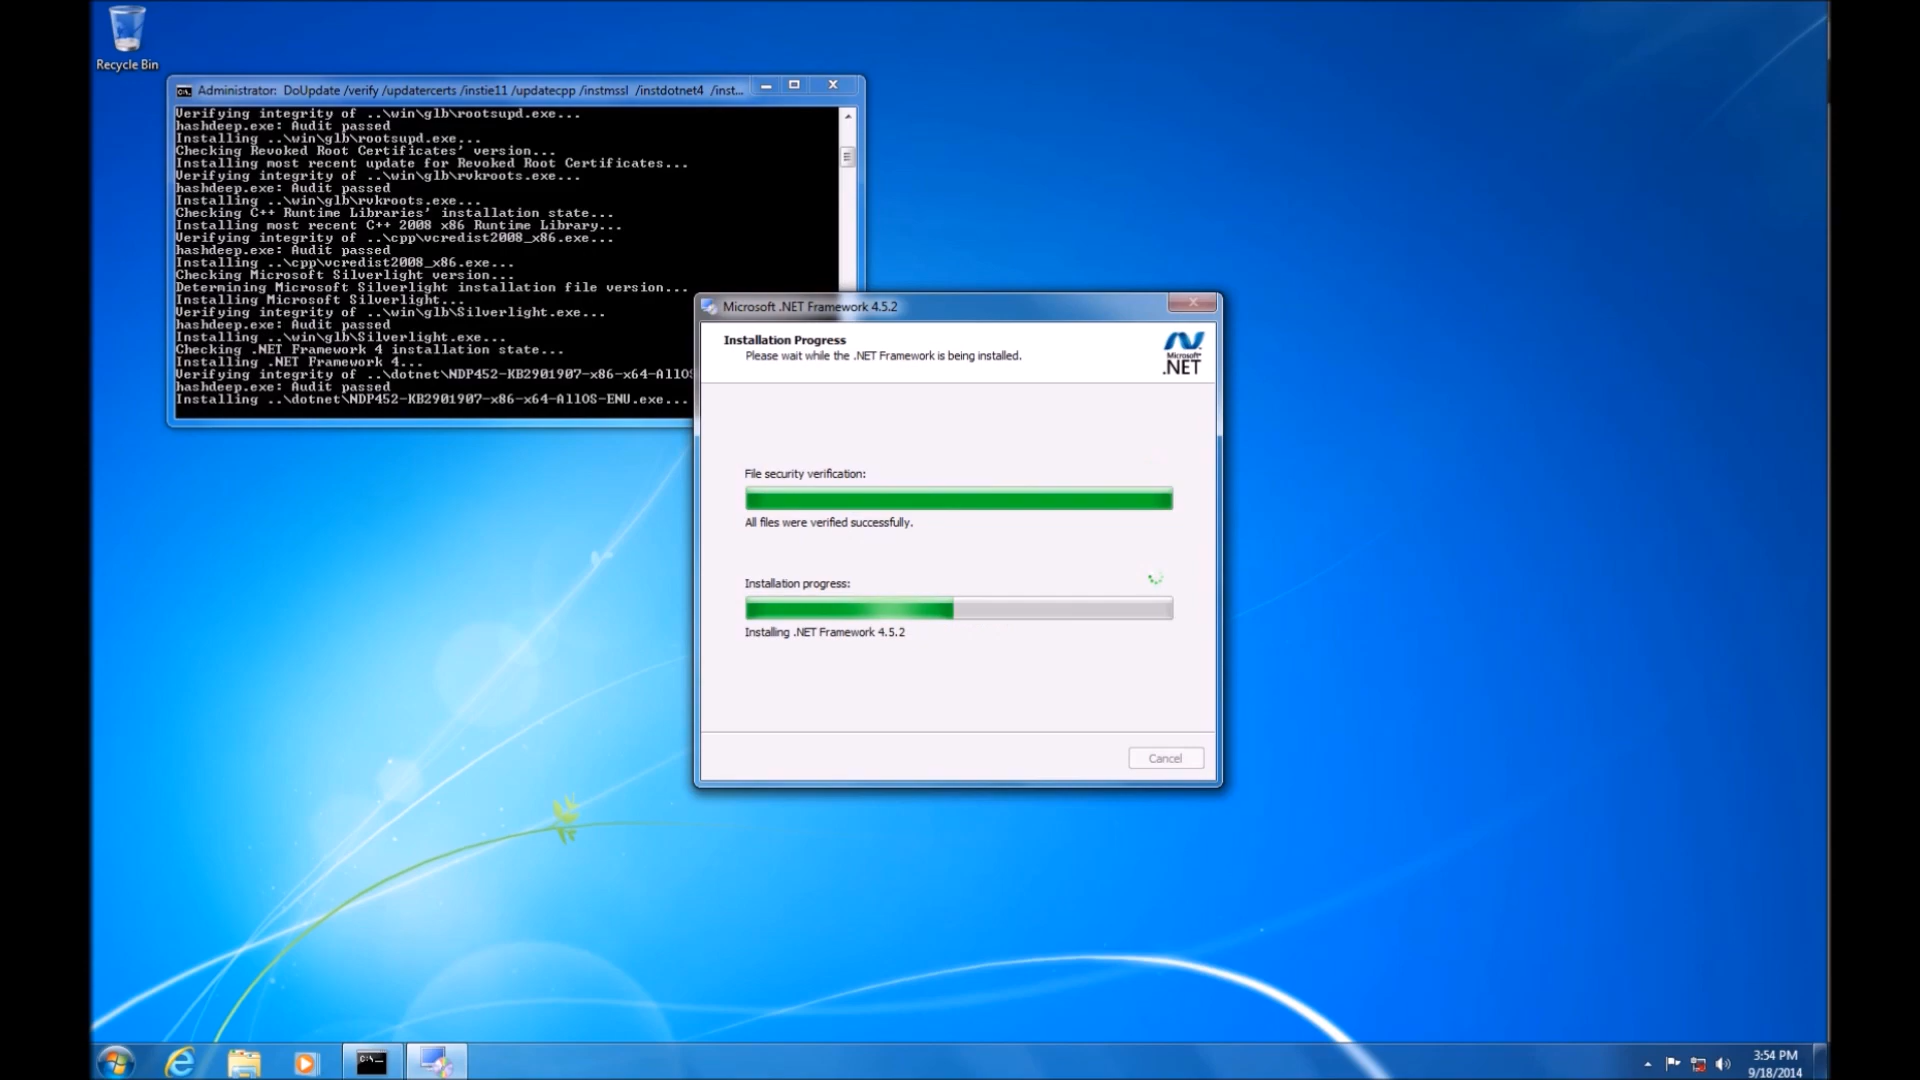 Recycle Bin
Administrator: DoUpdate /verify /updatercerts /instie11 /updatecpp /instmssl /instdotnet4 /inst...
Verifying integrity of ..\win\glb\rootsupd.exe...
hashdeep.exe: Audit passed
Installing ..\win\glb\rootsupd.exe...
Checking Revoked Root Certificates' version...
Installing most recent update for Revoked Root Certificates...
Verifying integrity of ..\win\glb\rvkroots.exe...
hashdeep.exe: Audit passed
Installing ..\win\glb\rvkroots.exe...
Checking C++ Runtime Libraries' installation state...
Installing most recent C++ 2008 x86 Runtime Library...
Verifying integrity of ..\cpp\vcredist2008_x86.exe...
hashdeep.exe: Audit passed
Installing ..\cpp\vcredist2008_x86.exe...
Checking Microsoft Silverlight version...
Determining Microsoft Silverlight installation file version...
Installing Microsoft Silverlight...
Verifying integrity of ..\win\glb\Silverlight.exe...
hashdeep.exe: Audit passed
Installing ..\win\glb\Silverlight.exe...
Checking .NET Framework 4 installation state...
Installing .NET Framework 4...
Verifying integrity of ..\dotnet\NDP452-KB2901907-x86-x64-AllOS
hashdeep.exe: Audit passed
Installing ..\dotnet\NDP452-KB2901907-x86-x64-AllOS-ENU.exe...
Microsoft .NET Framework 4.5.2
Installation Progress
Please wait while the .NET Framework is being installed.
Microsoft
.NET
File security verification:
All files were verified successfully.
Installation progress:
Installing .NET Framework 4.5.2
Cancel
3:54 PM
9/18/2014